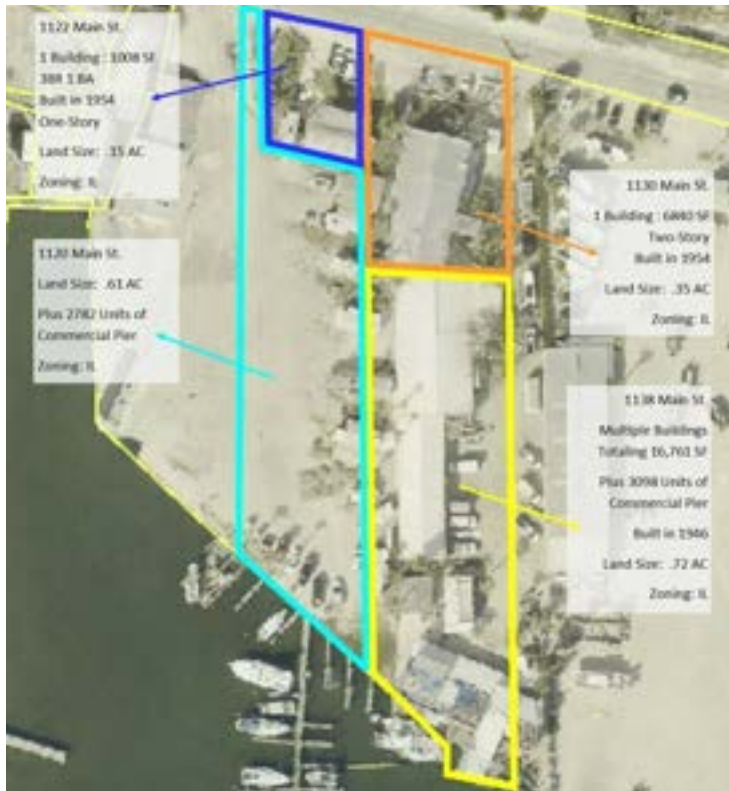 1122 Main St.
1 Building : 1008 SF
3BR 1 BA
Built in 1954
One-Story
Land Size: .15 AC
Zoning: IL
1120 Main St.
Land Size: .61 AC
Plus 2782 Units of
Commercial Pier
Zoning: IL
1130 Main St.
1 Building : 6840 SF
Two-Story
Built in 1954
Land Size: .35 AC
Zoning: IL
1138 Main St
Multiple Buildings
Totaling 16,761 SF
Plus 3098 Units of
Commercial Pier
Built in 1946
Land Size: .72 AC
Zoning: IL